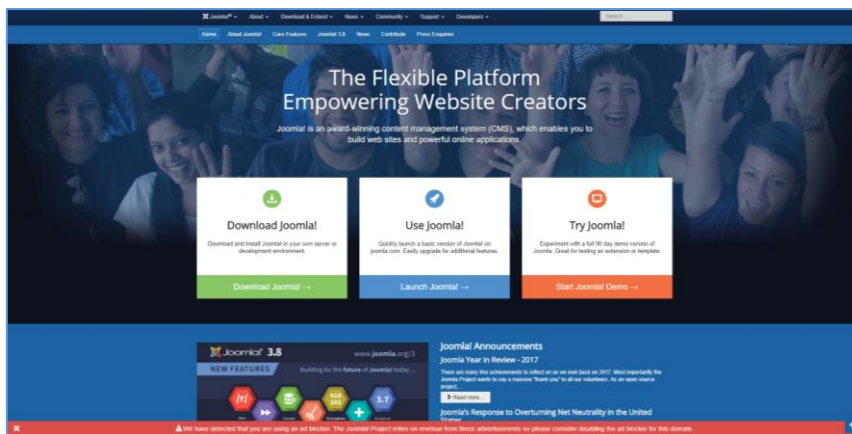 Joomla!® About Download & Extend News Community Support Developers Search...
Home About Joomla! Core Features Joomla! 3.8 News Contribute Press Enquiries
The Flexible Platform
Empowering Website Creators
Joomla! is an award-winning content management system (CMS), which enables you to
build web sites and powerful online applications.
Download Joomla!
Download and install Joomla! in your own server or
development environment.
Download Joomla! →
Use Joomla!
Quickly launch a basic version of Joomla! on
joomla.com. Easily upgrade for additional features.
Launch Joomla! →
Try Joomla!
Experiment with a full 90 day demo version of
Joomla. Great for testing an extension or template.
Start Joomla! Demo →
Joomla!® 3.8 www.joomla.org/3
NEW FEATURES Building for the future of Joomla! today ...
3.7
Joomla! Announcements
Joomla Year in Review - 2017
There are many fine achievements to reflect on as we look back on 2017. Most importantly the
Joomla Project wants to say a massive "thank you" to all our volunteers. As an open source
project,...
Read more ...
Joomla's Response to Overturning Net Neutrality in the United
States
We have detected that you are using an ad blocker. The Joomla! Project relies on revenue from these advertisements so please consider disabling the ad blocker for this domain.